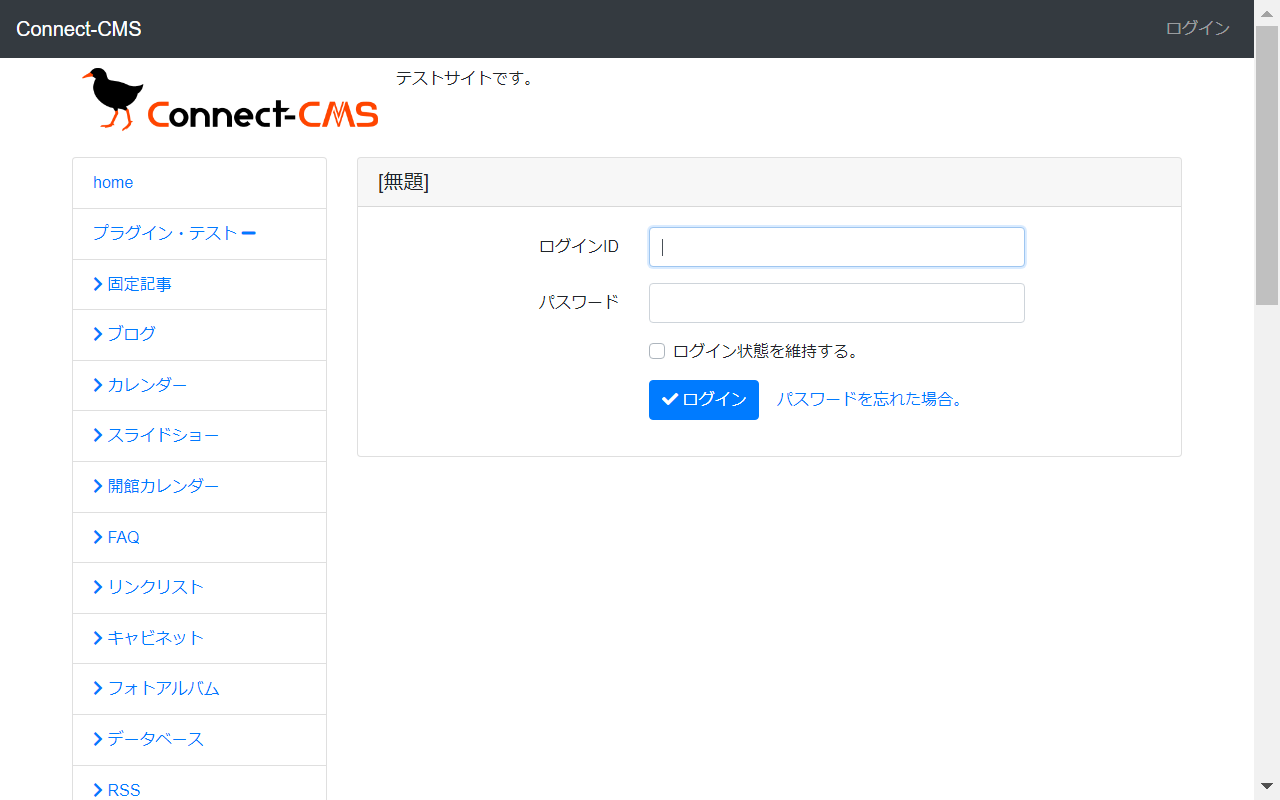 Connect-CMS
ログイン
Connect-CMS
テストサイトです。
home
プラグイン・テスト
固定記事
ブログ
カレンダー
スライドショー
開館カレンダー
FAQ
リンクリスト
キャビネット
フォトアルバム
データベース
RSS
[無題]
ログインID
パスワード
ログイン状態を維持する。
ログイン パスワードを忘れた場合。